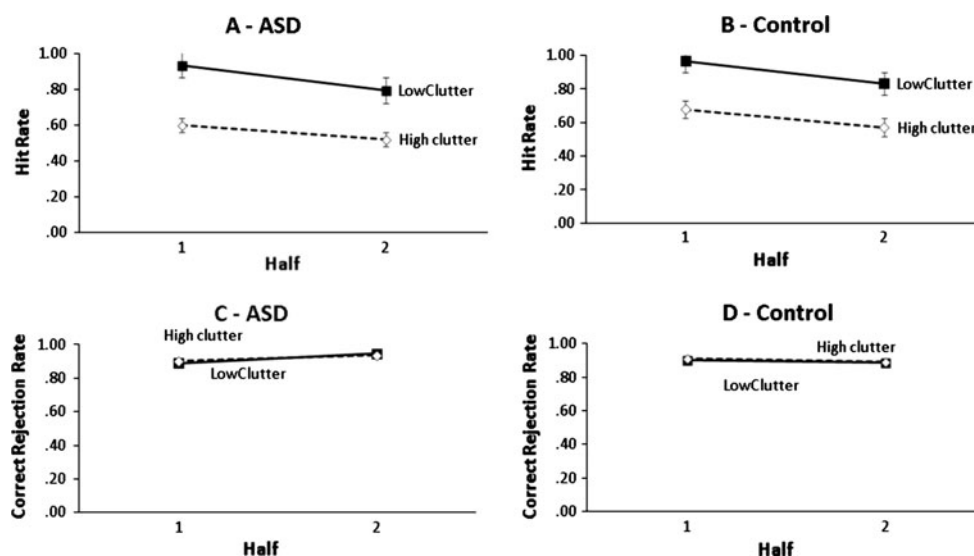 A - ASD
1.00
.80
.60
.40
.20
.00
Hit Rate
LowClutter
High clutter
1 2
Half
B - Control
1.00
.80
.60
.40
.20
.00
Hit Rate
LowClutter
High clutter
1 2
Half
C - ASD
1.00
.80
.60
.40
.20
.00
Correct Rejection Rate
High clutter
LowClutter
1 2
Half
D - Control
1.00
.80
.60
.40
.20
.00
Correct Rejection Rate
High clutter
LowClutter
1 2
Half